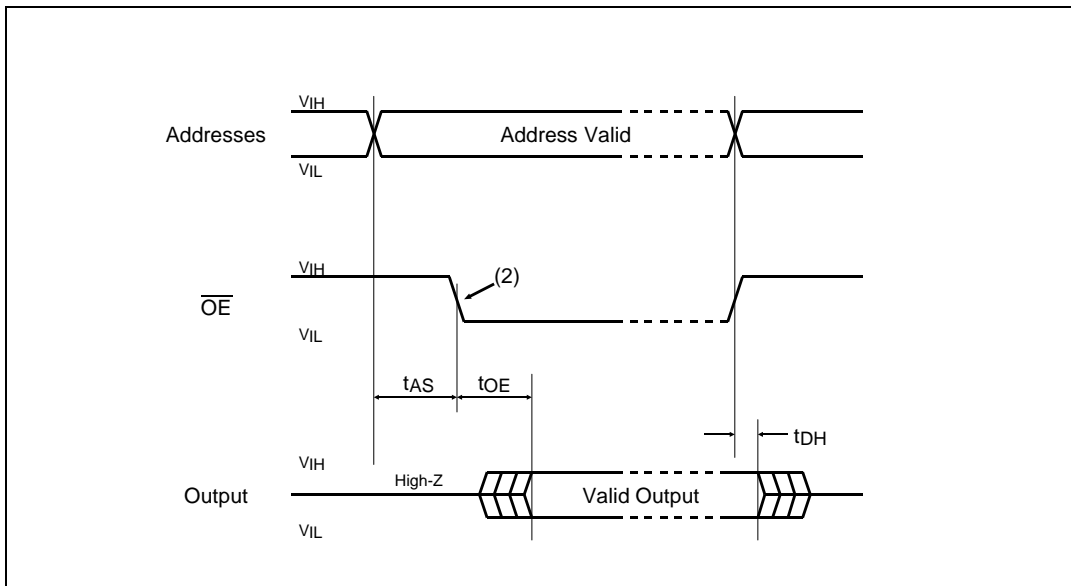 VIH
Addresses
Address Valid
VIL
VIH
(2)
OE
VIL
tAS
tOE
tDH
VIH
High-Z
Output
Valid Output
VIL